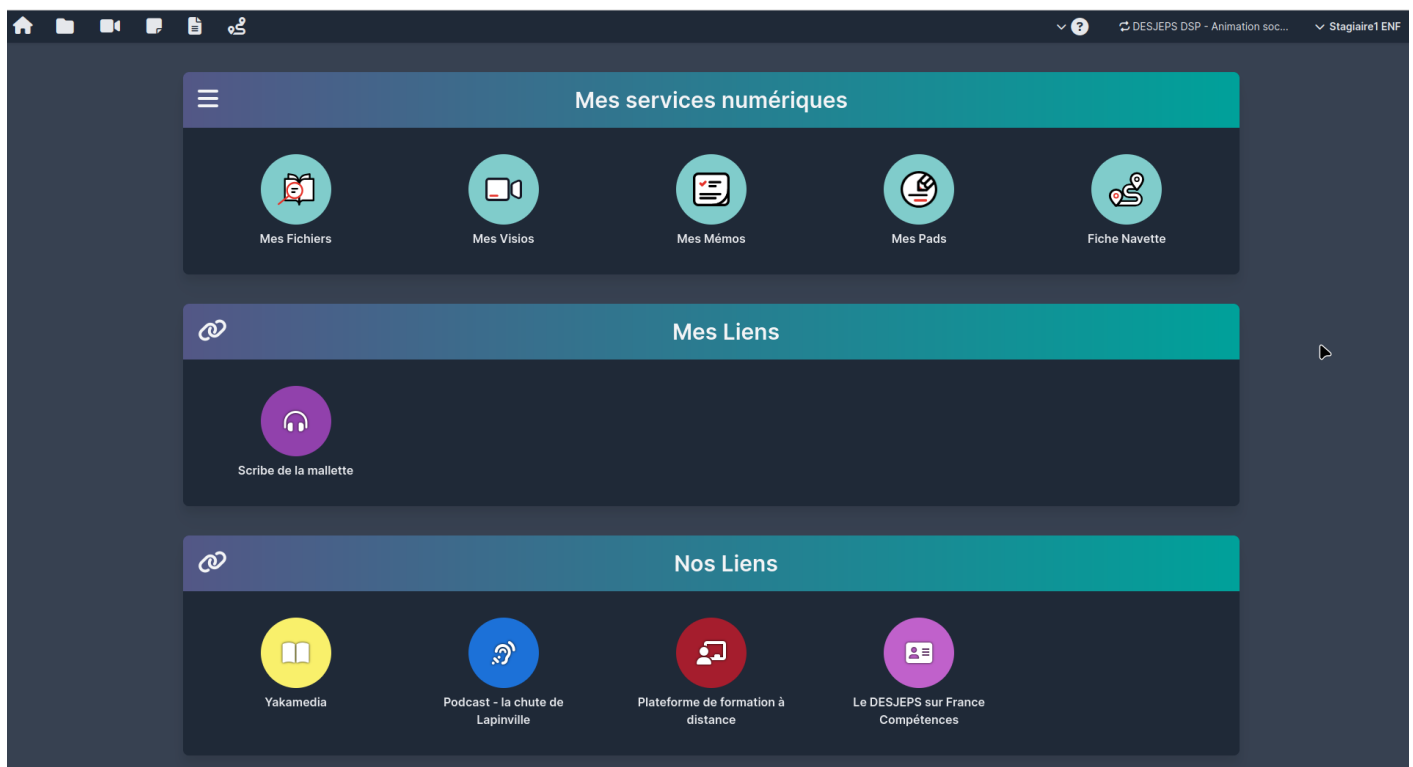 ? DESJEPS DSP - Animation soc... Stagiaire1 ENF
Mes services numériques
Mes Fichiers Mes Visios Mes Mémos Mes Pads Fiche Navette
Mes Liens
Scribe de la mallette
Nos Liens
Yakamedia Podcast - la chute de Plateforme de formation à Le DESJEPS sur France
Lapinville distance Compétences